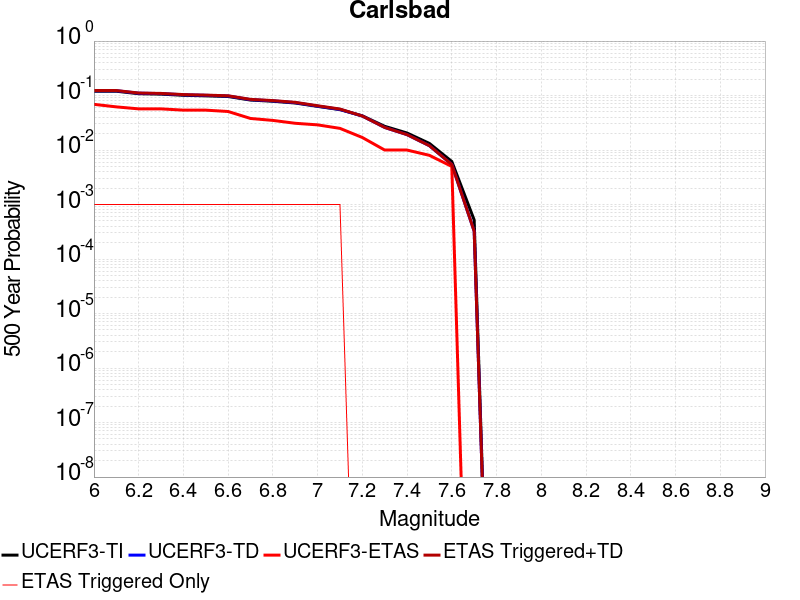 Carlsbad
500 Year Probability
10^0
10^-1
10^-2
10^-3
10^-4
10^-5
10^-6
10^-7
10^-8
6 6.2 6.4 6.6 6.8 7 7.2 7.4 7.6 7.8 8 8.2 8.4 8.6 8.8 9
Magnitude
UCERF3-TI UCERF3-TD UCERF3-ETAS ETAS Triggered+TD
ETAS Triggered Only